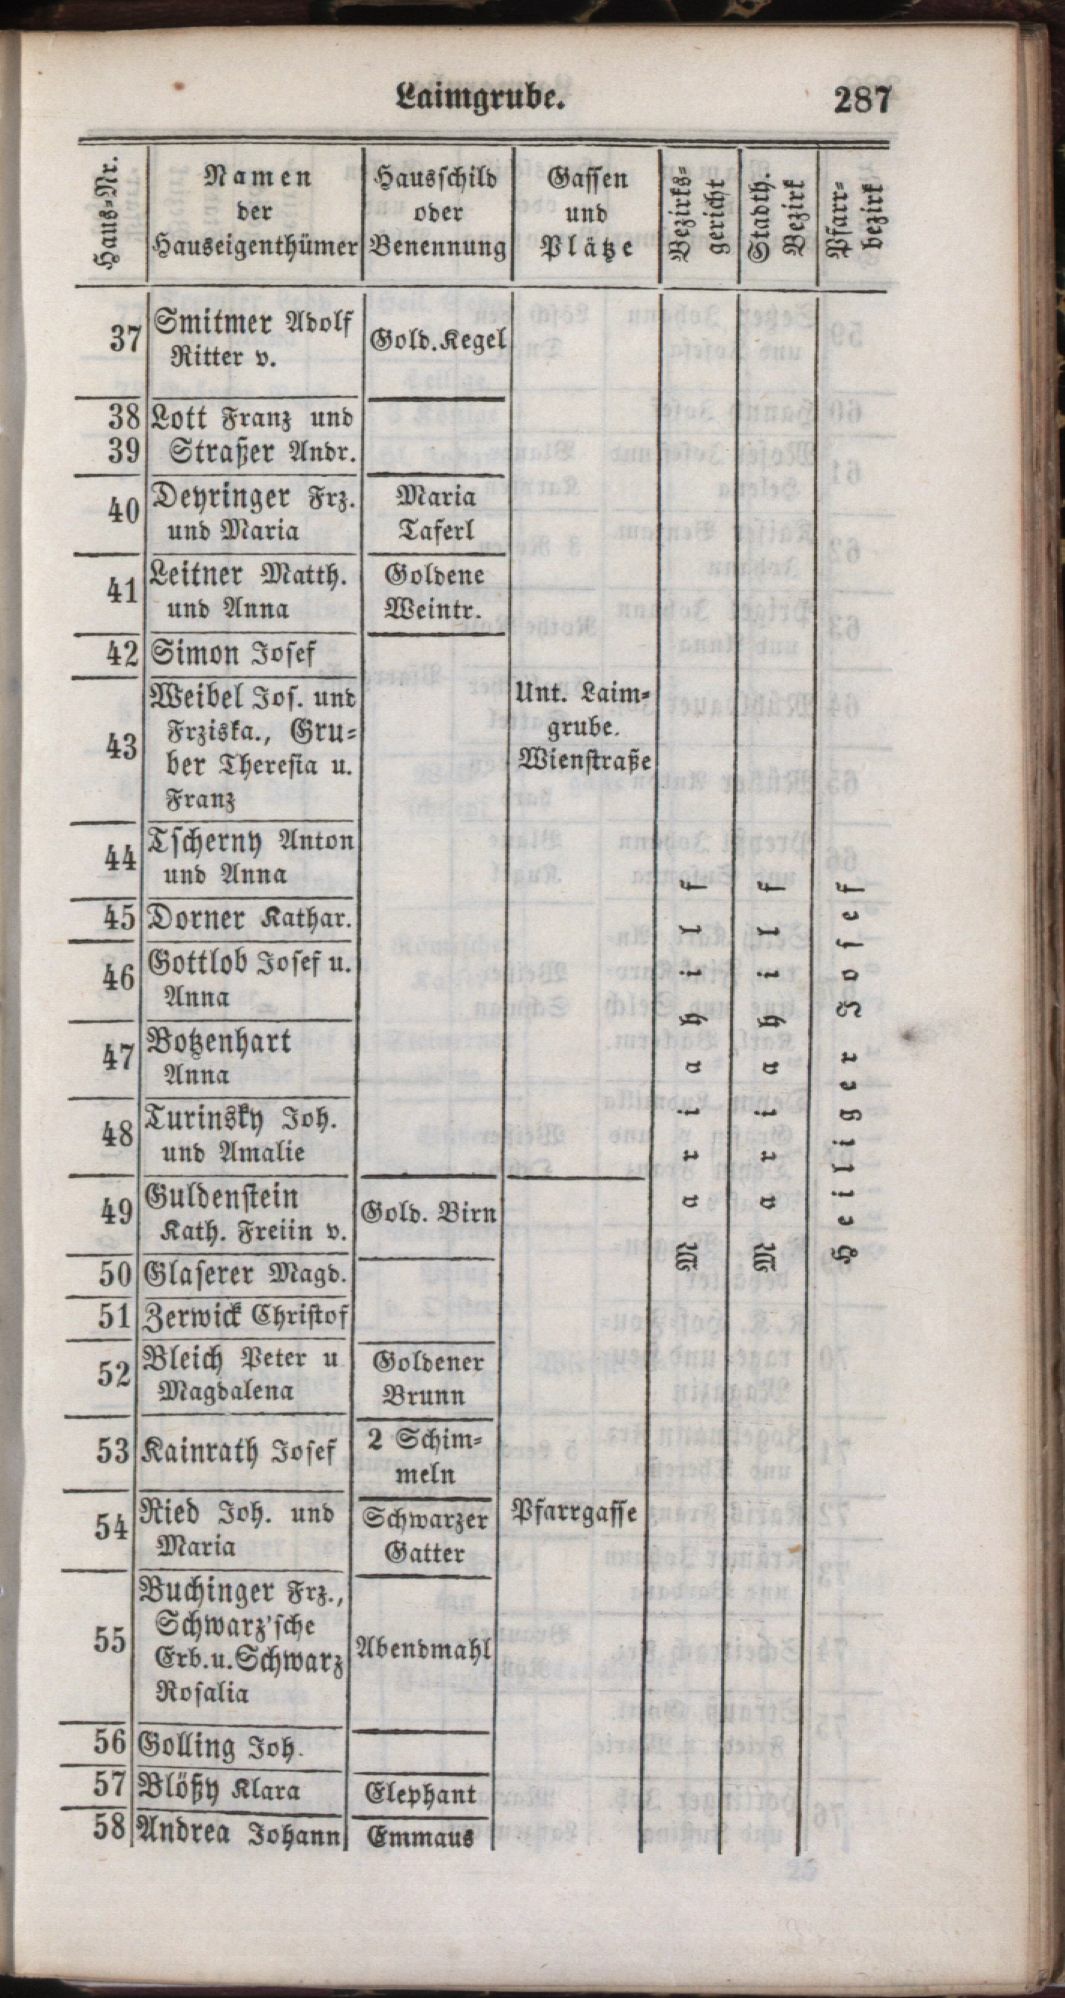 Laimgrube. 287
Haus-Nr.
Namen
der
Hauseigenthümer
Hausschild
oder
Benennung
Gassen
und
Plätze
Bezirks-
gericht
Stadth.
Bezirk
Pfarr-
bezirk
37 Smitmer Adolf
Ritter v.
Gold. Kegel
38 Lott Franz und
39 Straßer Andr.
40 Deyringer Frz.
und Maria
Maria
Taferl
41 Leitner Matth.
und Anna
Goldene
Weintr.
42 Simon Josef
43 Weibel Jos. und
Frziska., Gru-
ber Theresia u.
Franz
Unt. Laim-
grube.
Wienstraße
44 Tscherny Anton
und Anna
45 Dorner Kathar.
46 Gottlob Josef u.
Anna
47 Botzenhart
Anna
48 Turinsky Joh.
und Amalie
49 Guldenstein
Kath. Freiin v.
Gold. Birn
50 Glaserer Magd.
51 Zerwick Christof
52 Bleich Peter u
Magdalena
Goldener
Brunn
53 Kainrath Josef
2 Schim-
meln
54 Ried Joh. und
Maria
Schwarzer
Gatter
Pfarrgasse
55 Buchinger Frz.,
Schwarz'sche
Erb. u. Schwarz
Rosalia
Abendmahl
56 Golling Joh.
57 Blößy Klara Elephant
58 Andrea Johann Emmaus
Mariahilf
Mariahilf
Heiliger Josef